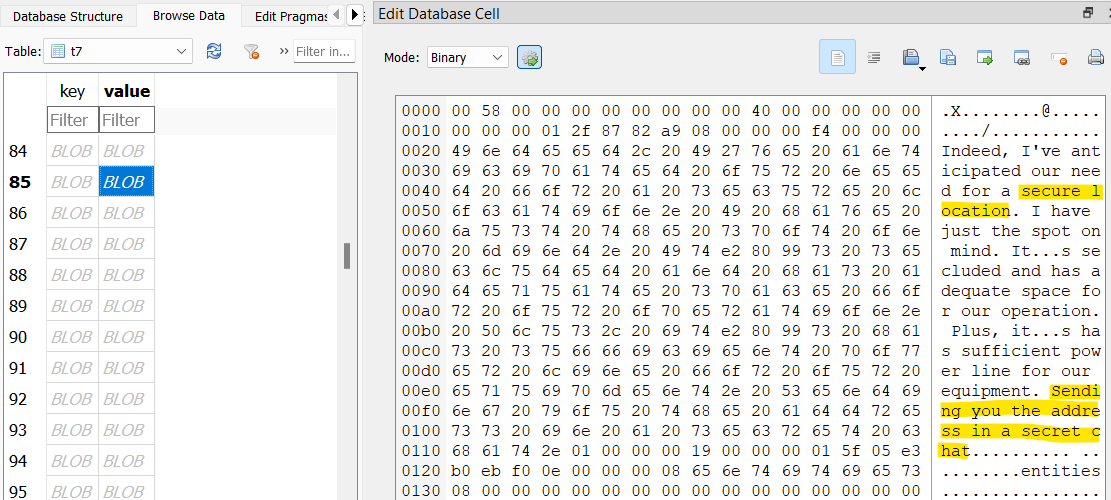 Database Structure Browse Data Edit Pragmas
Table: t7 Filter in...
key value
Filter Filter
84 BLOB BLOB
85 BLOB BLOB
86 BLOB BLOB
87 BLOB BLOB
88 BLOB BLOB
89 BLOB BLOB
90 BLOB BLOB
91 BLOB BLOB
92 BLOB BLOB
93 BLOB BLOB
94 BLOB BLOB
95 BLOB BLOB
Edit Database Cell
Mode: Binary
0000 00 58 00 00 00 00 00 00 00 00 40 00 00 00 00 00 .X........@.....
0010 00 00 00 01 2f 87 82 a9 08 00 00 00 f4 00 00 00 ..../...........
0020 49 6e 64 65 65 64 2c 20 49 27 76 65 20 61 6e 74 Indeed, I've ant
0030 69 63 69 70 61 74 65 64 20 6f 75 72 20 6e 65 65 icipated our nee
0040 64 20 66 6f 72 20 61 20 73 65 63 75 72 65 20 6c d for a secure l
0050 6f 63 61 74 69 6f 6e 2e 20 49 20 68 61 76 65 20 ocation. I have
0060 6a 75 73 74 20 74 68 65 20 73 70 6f 74 20 6f 6e just the spot on
0070 20 6d 69 6e 64 2e 20 49 74 e2 80 99 73 20 73 65 mind. It...s se
0080 63 6c 75 64 65 64 20 61 6e 64 20 68 61 73 20 61 cluded and has a
0090 64 65 71 75 61 74 65 20 73 70 61 63 65 20 66 6f dequate space fo
00a0 72 20 6f 75 72 20 6f 70 65 72 61 74 69 6f 6e 2e r our operation.
00b0 20 50 6c 75 73 2c 20 69 74 e2 80 99 73 20 68 61 Plus, it...s ha
00c0 73 20 73 75 66 66 69 63 69 65 6e 74 20 70 6f 77 s sufficient pow
00d0 65 72 20 6c 69 6e 65 20 66 6f 72 20 6f 75 72 20 er line for our
00e0 65 71 75 69 70 6d 65 6e 74 2e 20 53 65 6e 64 69 equipment. Sendi
00f0 6e 67 20 79 6f 75 20 74 68 65 20 61 64 64 72 65 ng you the addre
0100 73 73 20 69 6e 20 61 20 73 65 63 72 65 74 20 63 ss in a secret c
0110 68 61 74 2e 01 00 00 00 19 00 00 00 01 5f 05 e3 hat.......... ..
0120 b0 eb f0 0e 00 00 00 08 65 6e 74 69 74 69 65 73 ........entities
0130 08 00 00 00 00 00 00 00 00 00 00 00 00 00 00 00 ................